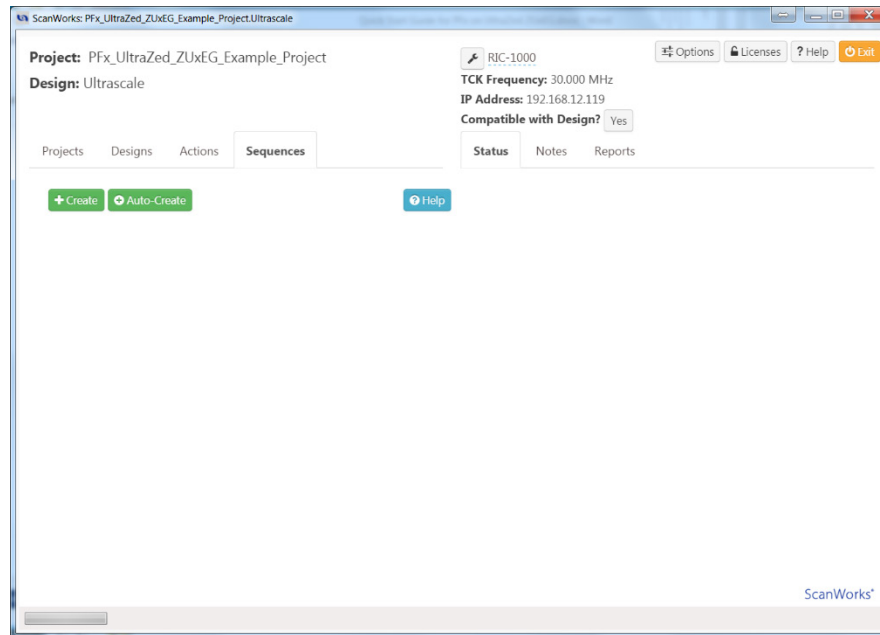 ScanWorks: PFx_UltraZed_ZUxEG_Example_Project.Ultrascale
Project: PFx_UltraZed_ZUxEG_Example_Project
Design: Ultrascale
RIC-1000
TCK Frequency: 30.000 MHz
IP Address: 192.168.12.119
Compatible with Design? Yes
Options Licenses ? Help Exit
Projects Designs Actions Sequences
Status Notes Reports
+ Create Auto-Create
? Help
ScanWorks®